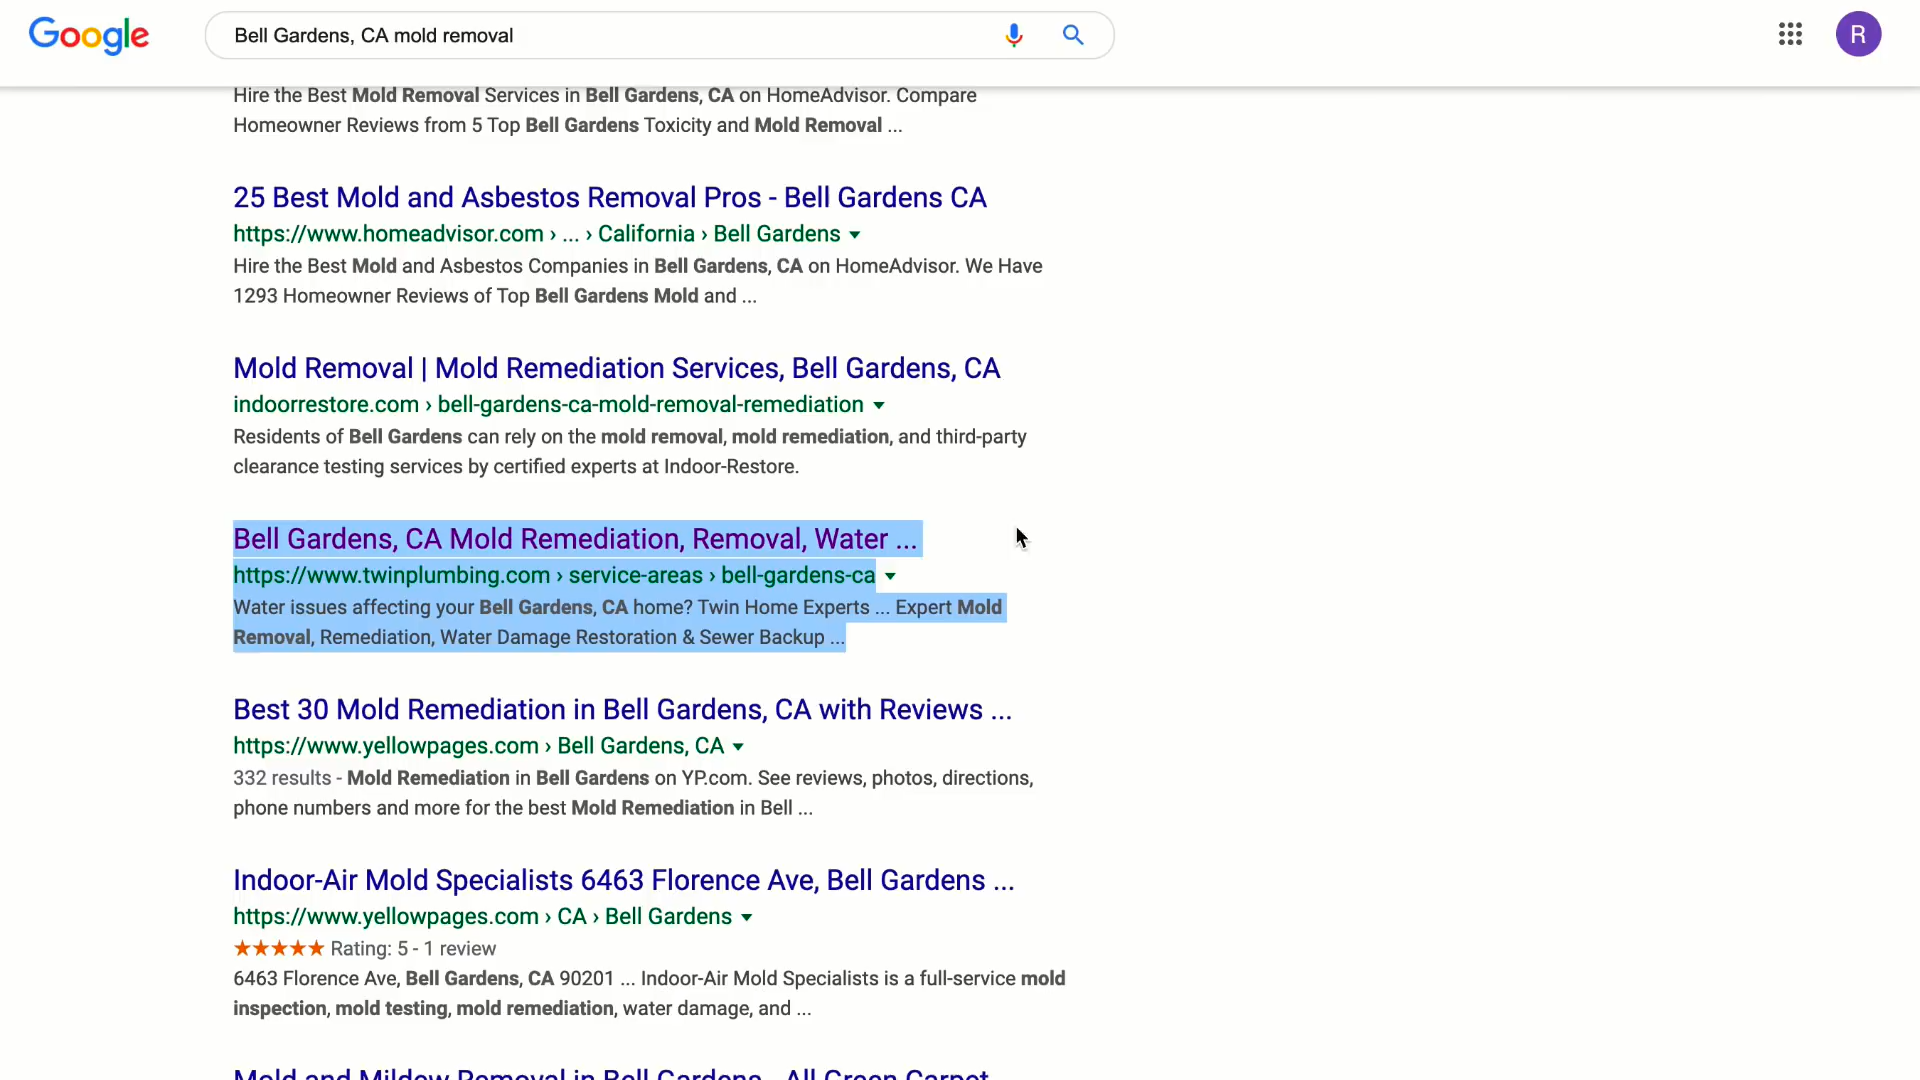 Google
Bell Gardens, CA mold removal
R
Hire the Best Mold Removal Services in Bell Gardens, CA on HomeAdvisor. Compare
Homeowner Reviews from 5 Top Bell Gardens Toxicity and Mold Removal ...
25 Best Mold and Asbestos Removal Pros - Bell Gardens CA
https://www.homeadvisor.com › ... › California › Bell Gardens
Hire the Best Mold and Asbestos Companies in Bell Gardens, CA on HomeAdvisor. We Have
1293 Homeowner Reviews of Top Bell Gardens Mold and ...
Mold Removal | Mold Remediation Services, Bell Gardens, CA
indoorrestore.com › bell-gardens-ca-mold-removal-remediation
Residents of Bell Gardens can rely on the mold removal, mold remediation, and third-party
clearance testing services by certified experts at Indoor-Restore.
Bell Gardens, CA Mold Remediation, Removal, Water ...
https://www.twinplumbing.com › service-areas › bell-gardens-ca
Water issues affecting your Bell Gardens, CA home? Twin Home Experts ... Expert Mold
Removal, Remediation, Water Damage Restoration & Sewer Backup ...
Best 30 Mold Remediation in Bell Gardens, CA with Reviews ...
https://www.yellowpages.com › Bell Gardens, CA
332 results - Mold Remediation in Bell Gardens on YP.com. See reviews, photos, directions,
phone numbers and more for the best Mold Remediation in Bell ...
Indoor-Air Mold Specialists 6463 Florence Ave, Bell Gardens ...
https://www.yellowpages.com › CA › Bell Gardens
★★★★★ Rating: 5 - 1 review
6463 Florence Ave, Bell Gardens, CA 90201 ... Indoor-Air Mold Specialists is a full-service mold
inspection, mold testing, mold remediation, water damage, and ...
Mold and Mildew Removal in Bell Gardens - All Green Carpet